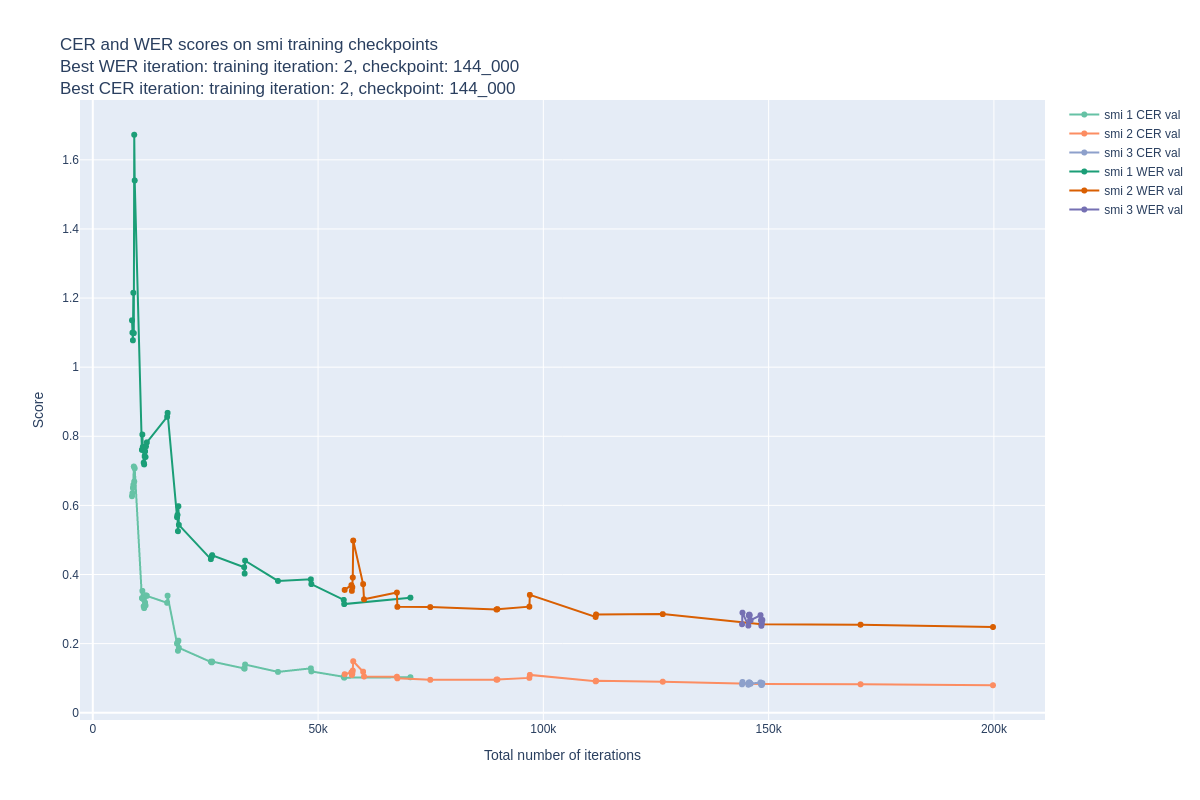 CER and WER scores on smi training checkpoints
Best WER iteration: training iteration: 2, checkpoint: 144_000
Best CER iteration: training iteration: 2, checkpoint: 144_000
smi 1 CER val
smi 2 CER val
smi 3 CER val
smi 1 WER val
smi 2 WER val
smi 3 WER val
1.6
1.4
1.2
1
0.8
0.6
0.4
0.2
0
Score
0
50k
100k
150k
200k
Total number of iterations